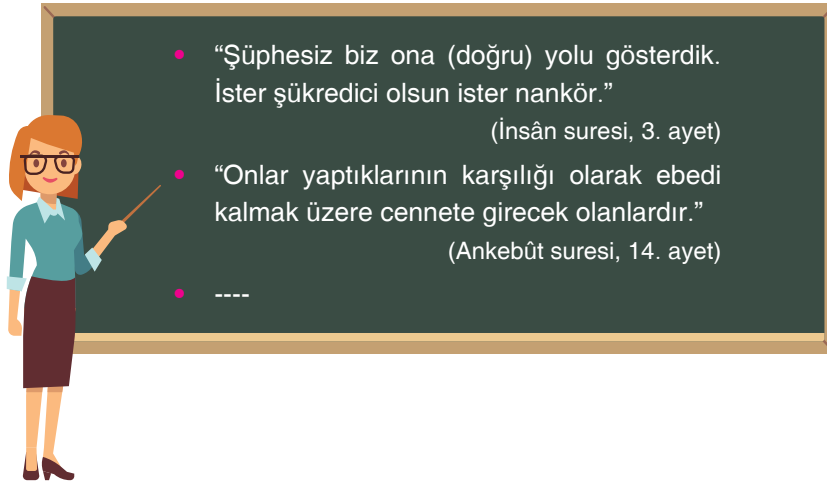 • “Şüphesiz biz ona (doğru) yolu gösterdik.
İster şükredici olsun ister nankör.”
(İnsân suresi, 3. ayet)
• “Onlar yaptıklarının karşılığı olarak ebedi
kalmak üzere cennete girecek olanlardır.”
(Ankebût suresi, 14. ayet)
• ----